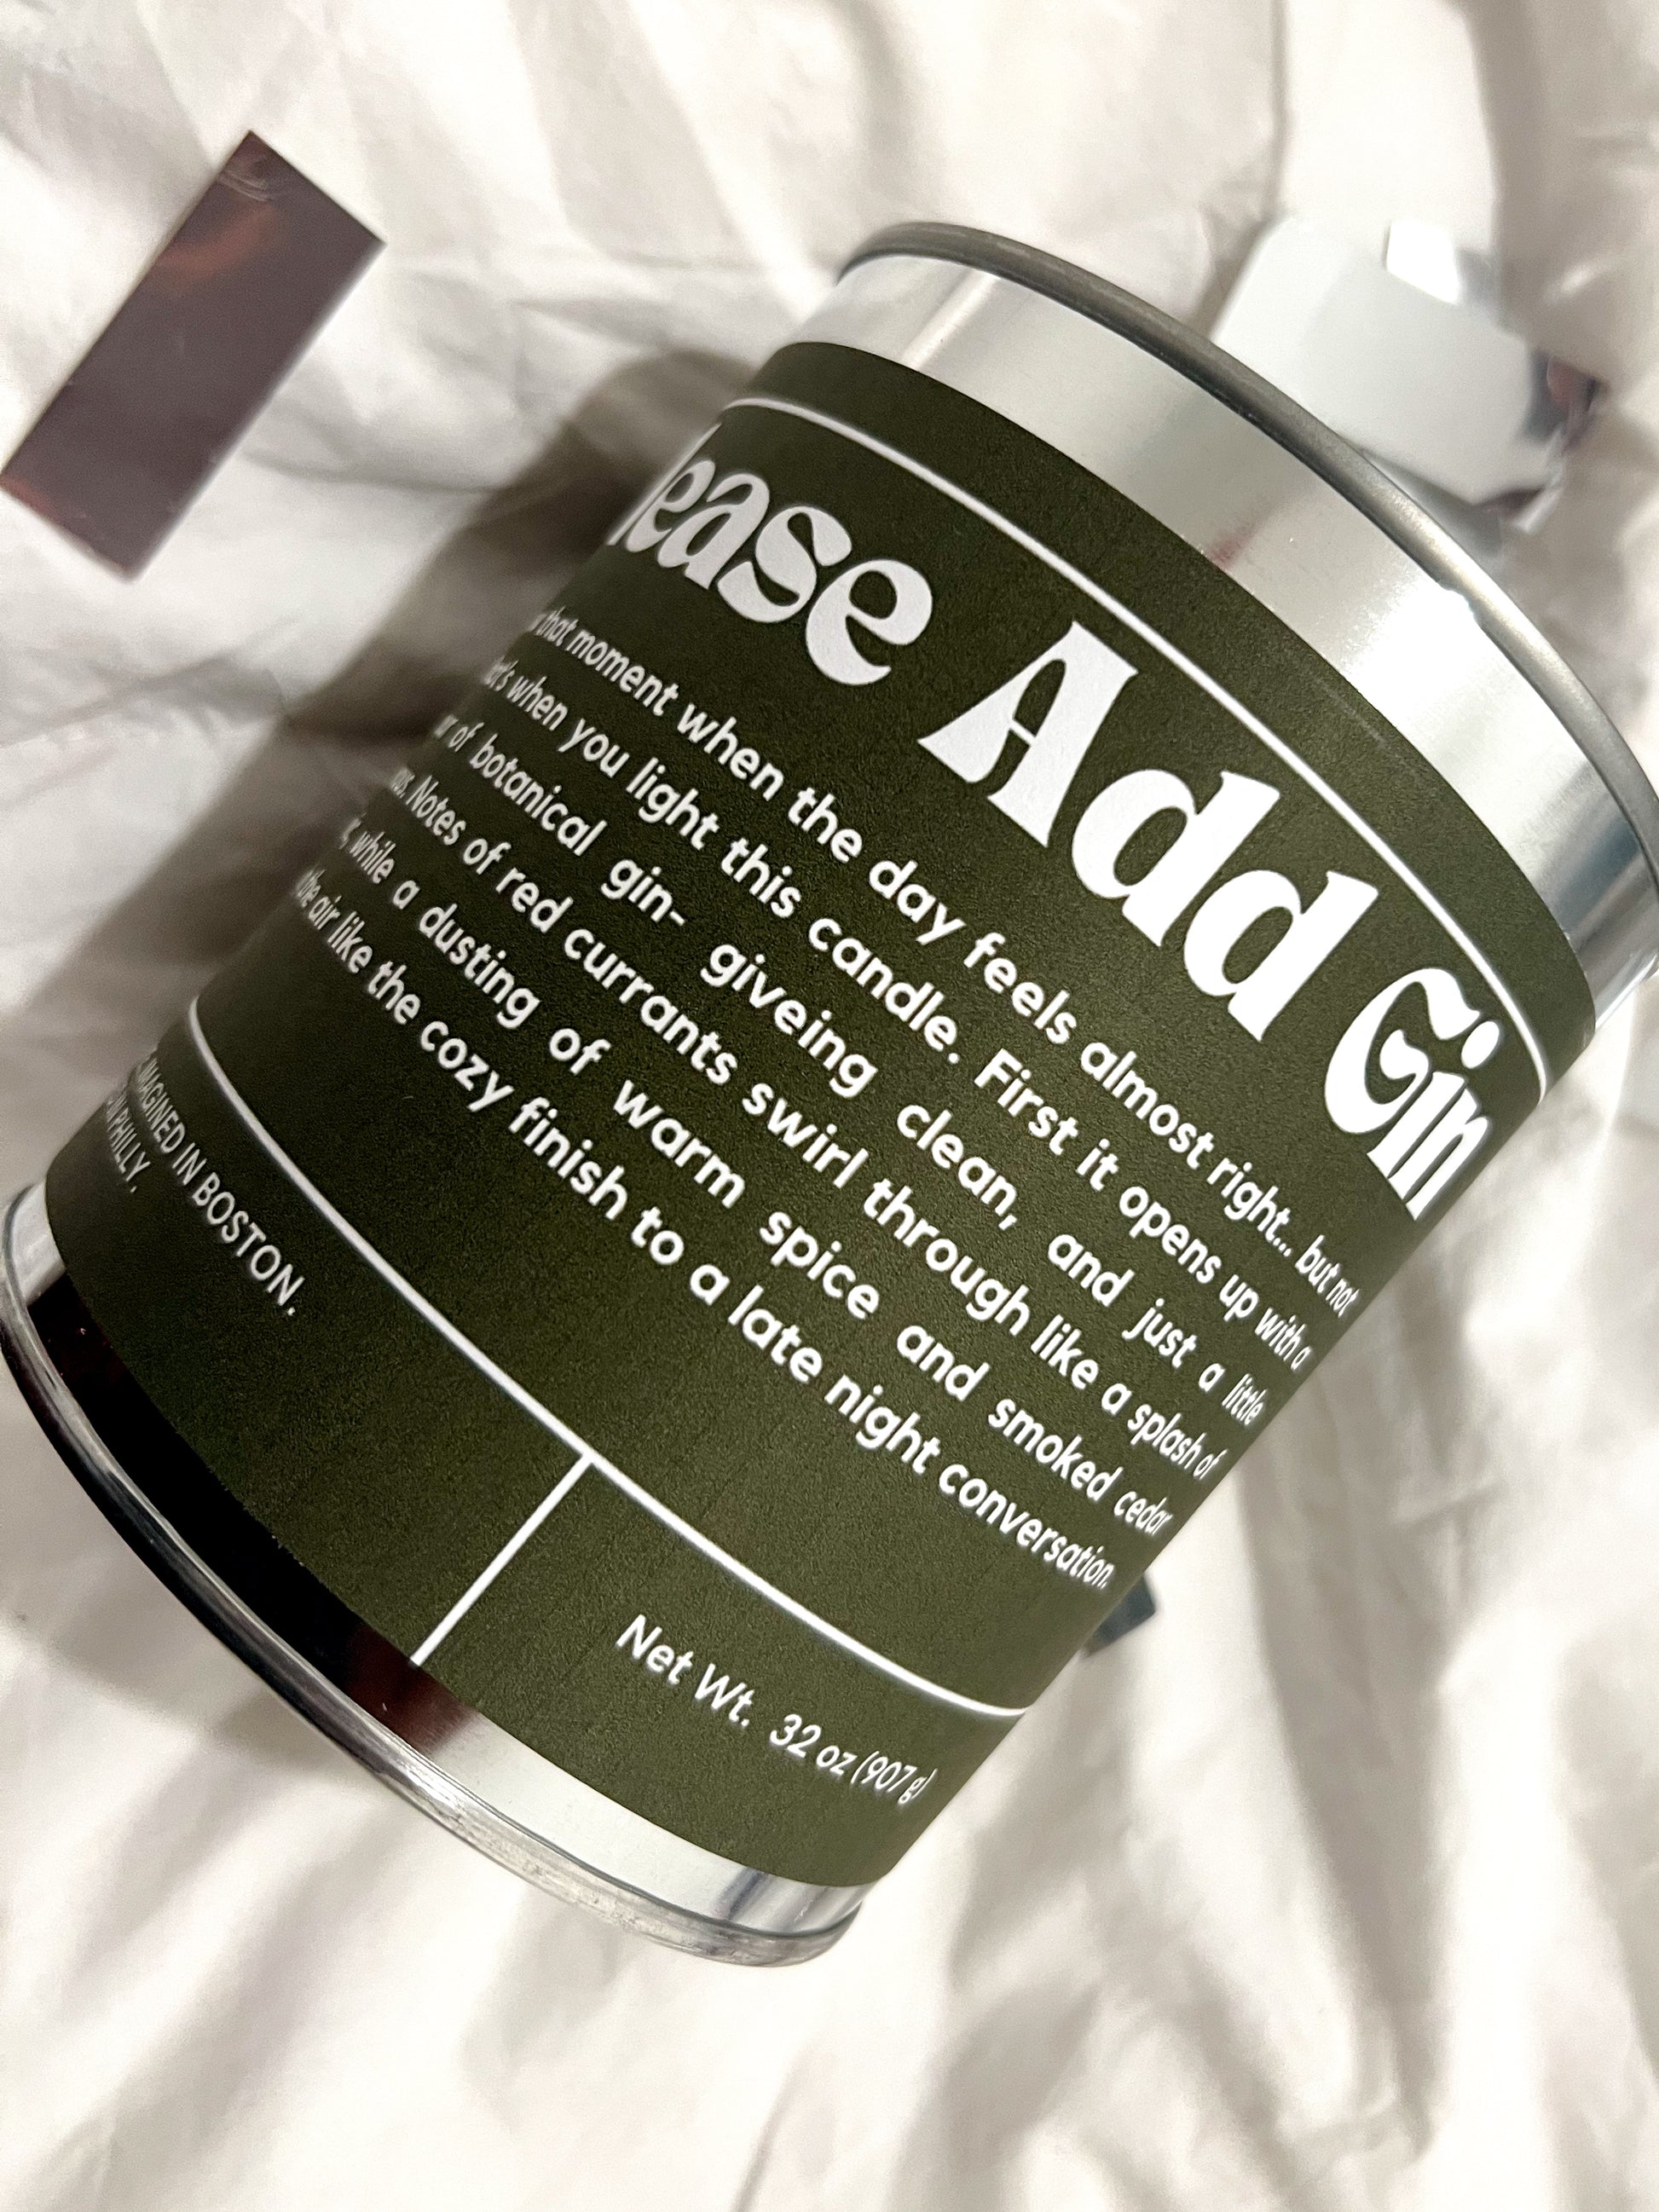 lease Add Gin
that moment when the day feels almost right... but not
when you light this candle. First it opens up with a
of botanical gin- giveing clean, and just a little
Notes of red currants swirl through like a splash of
while a dusting of warm spice and smoked cedar
the air like the cozy finish to a late night conversation.
IMAGINED IN BOSTON.
PHILLY.
Net Wt. 32 oz (907 g)